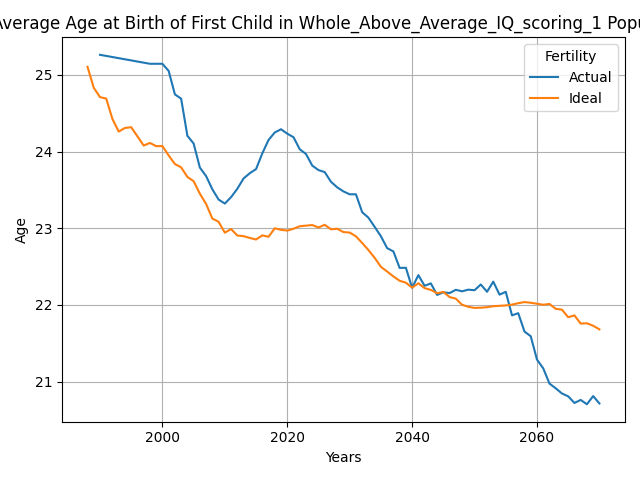 Average Age at Birth of First Child in Whole_Above_Average_IQ_scoring_1 Popu
Fertility
Actual
Ideal
25
24
23
22
21
Age
2000 2020 2040 2060
Years